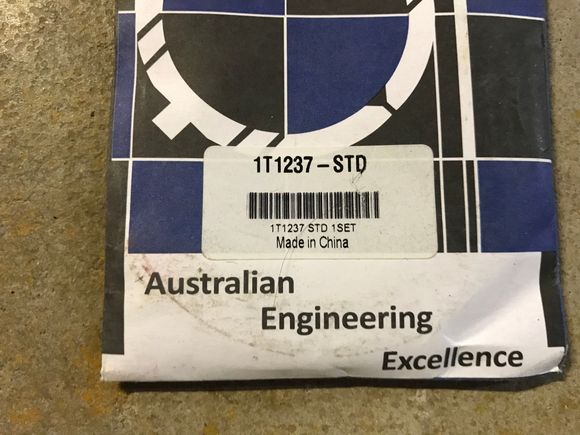 1T1237-STD
1T1237 STD 1SET
Made in China
Australian
Engineering
Excellence